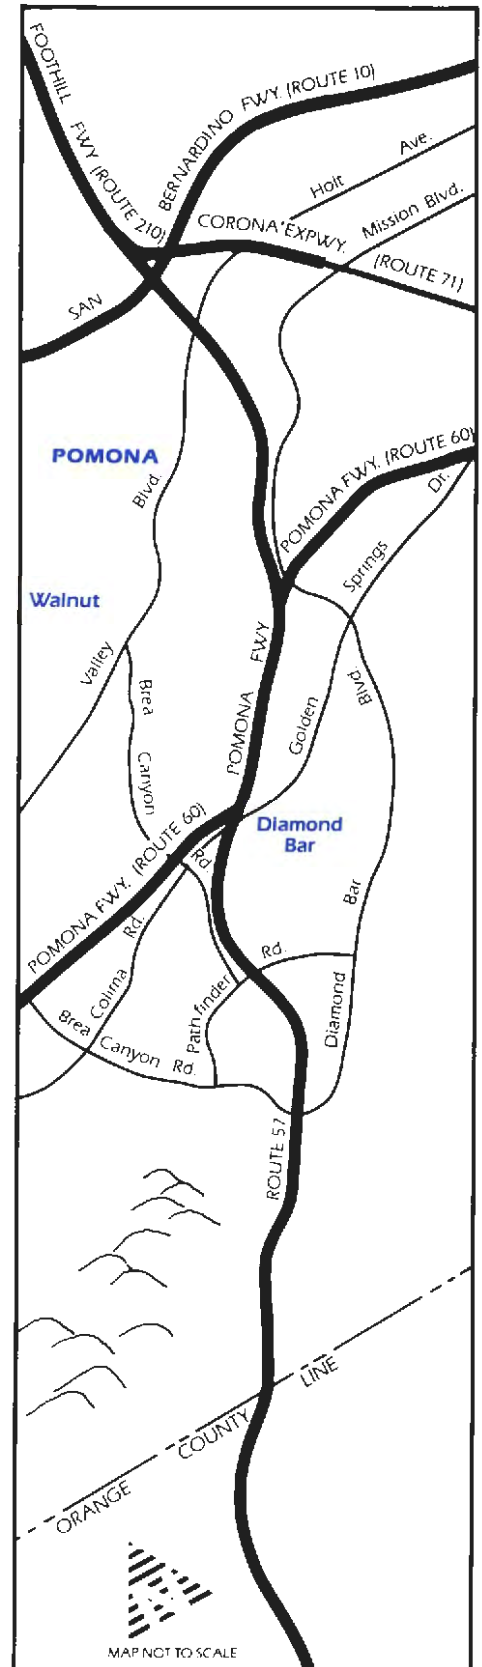 FOOTHILL FWY (ROUTE 210)
SAN BERNARDINO FWY. (ROUTE 10)
Holt Ave.
Mission Blvd.
CORONA EXPWY. (ROUTE 71)
POMONA
Valley Blvd.
POMONA FWY. (ROUTE 60)
Golden Springs Dr.
Walnut
POMONA FWY
Brea Canyon Rd.
Diamond Bar Blvd.
Diamond
Bar
POMONA FWY. (ROUTE 60)
Colima Rd.
Pathfinder Rd.
Brea Canyon Rd.
ROUTE 57
ORANGE COUNTY LINE
MAP NOT TO SCALE